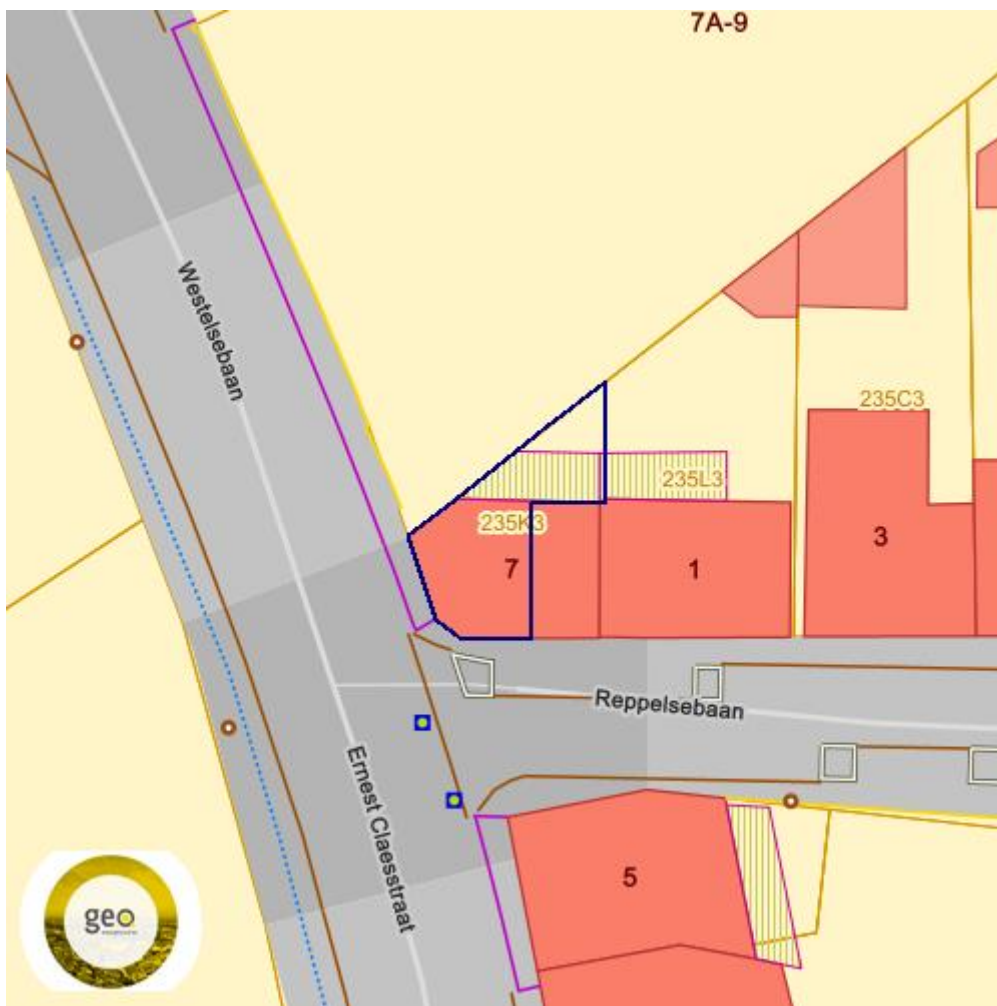 7A-9
Westelsebaan
235C3
235L3
235K3
3
7
1
Reppelsebaan
Ernest Claesstraat
5
geo